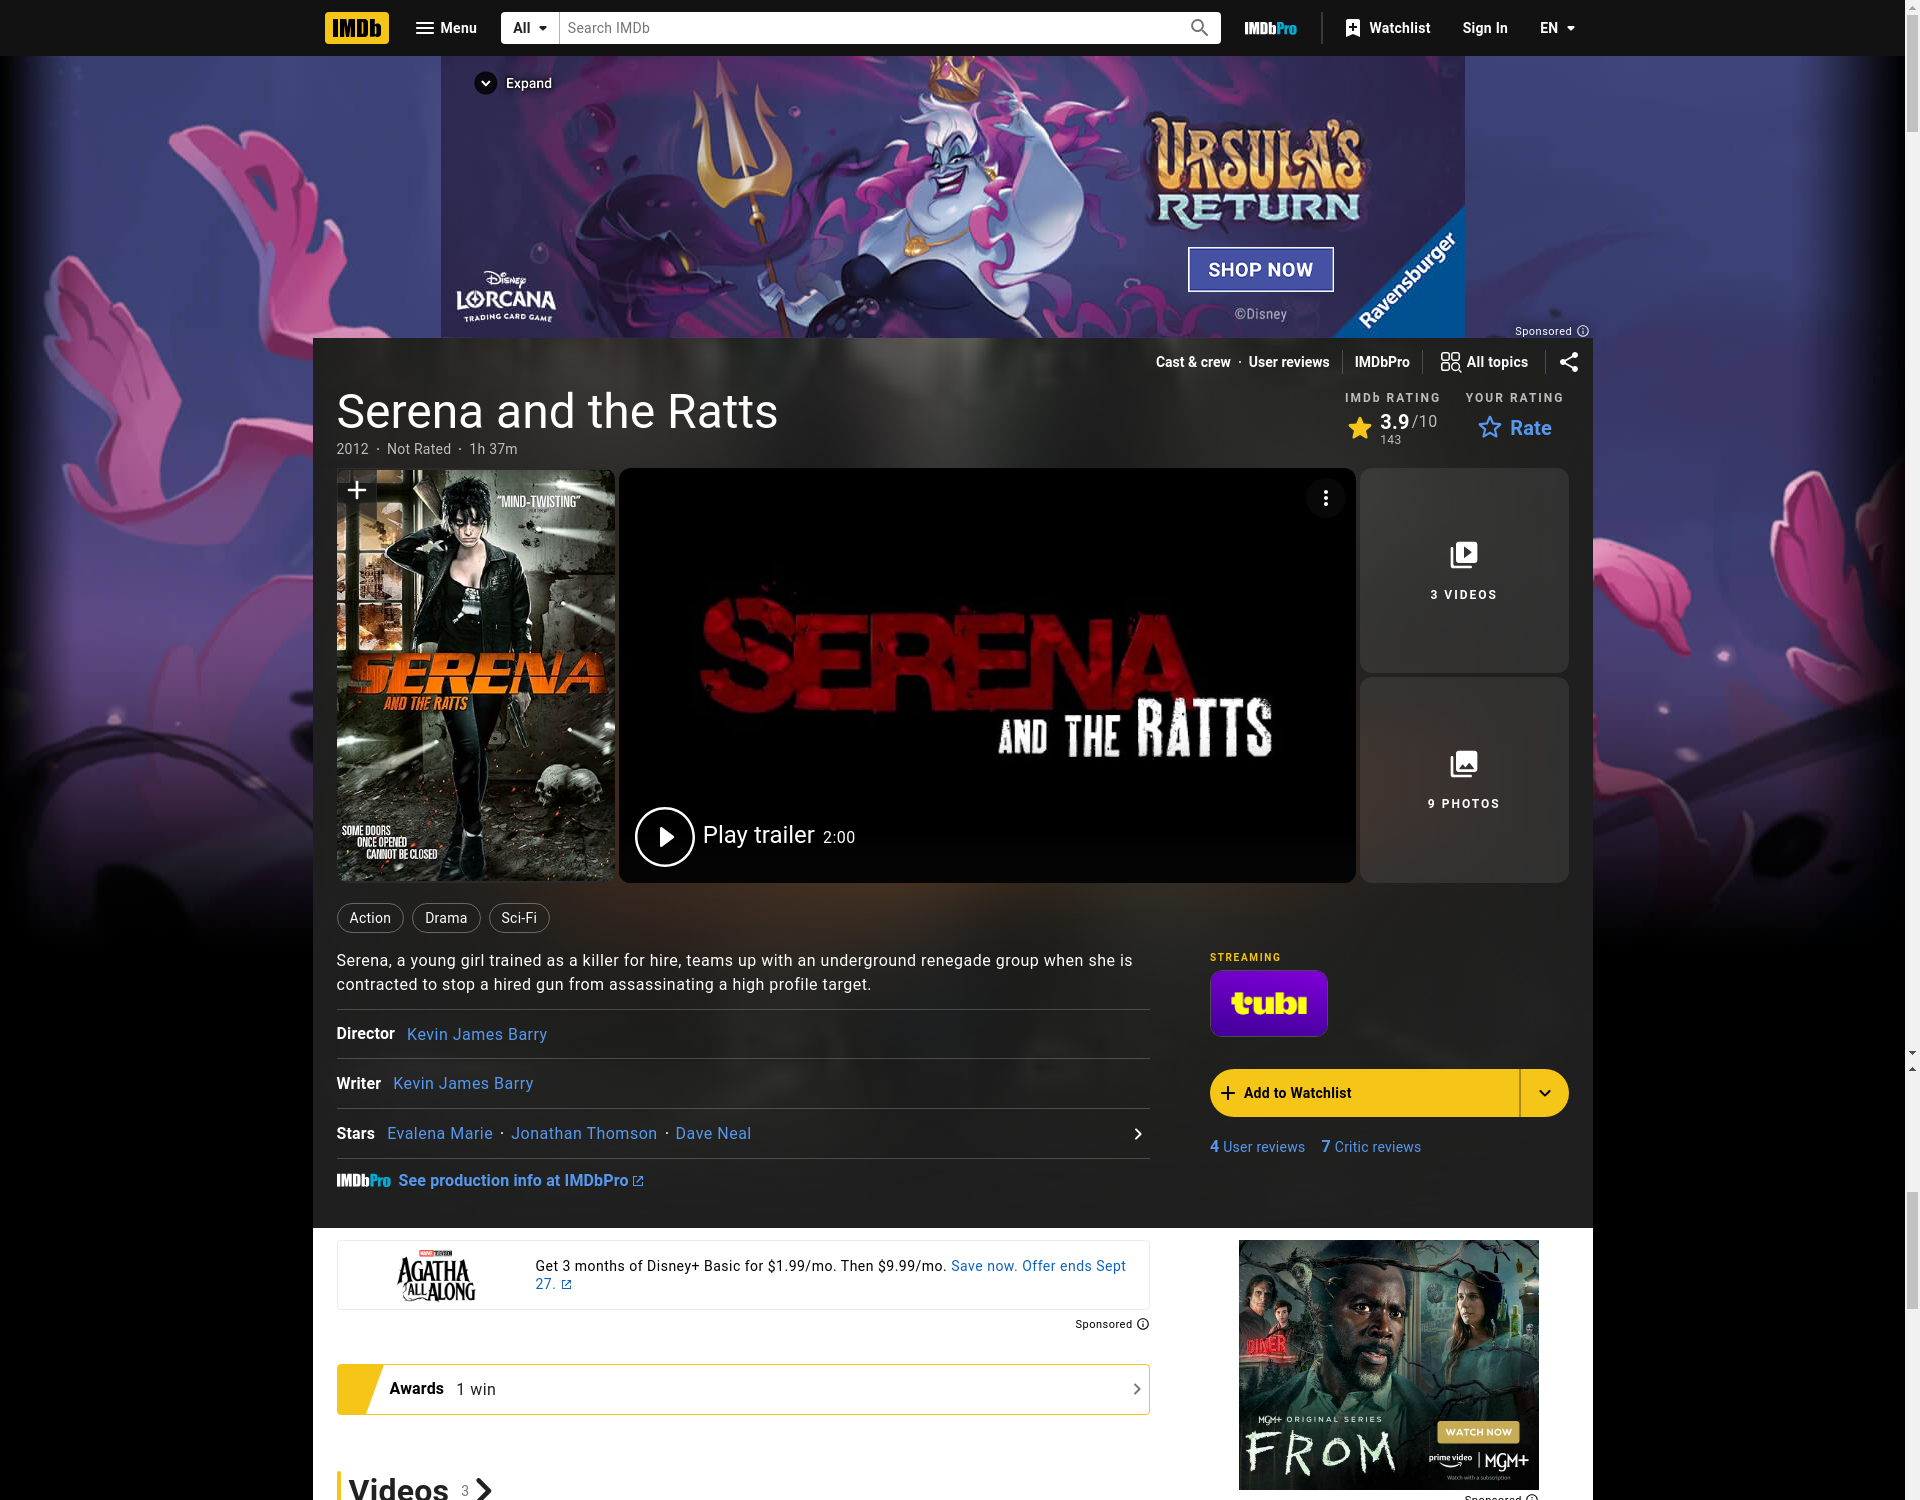 IMDb
Menu
All
Search IMDb
IMDbPro
Watchlist
Sign In
EN
Expand
URSULA'S
RETURN
SHOP NOW
©Disney
Ravensburger
Disney
LORCANA
TRADING CARD GAME
Sponsored
Cast & crew · User reviews
IMDbPro
All topics
Serena and the Ratts
2012 · Not Rated · 1h 37m
IMDb RATING
3.9/10
143
YOUR RATING
Rate
"MIND-TWISTING"
SERENA
AND THE RATTS
SOME DOORS
ONCE OPENED
CANNOT BE CLOSED
SERENA
AND THE RATTS
Play trailer 2:00
3 VIDEOS
9 PHOTOS
Action
Drama
Sci-Fi
Serena, a young girl trained as a killer for hire, teams up with an underground renegade group when she is
contracted to stop a hired gun from assassinating a high profile target.
Director Kevin James Barry
Writer Kevin James Barry
Stars Evalena Marie · Jonathan Thomson · Dave Neal
IMDbPro See production info at IMDbPro
STREAMING
tubi
Add to Watchlist
4 User reviews
7 Critic reviews
MARVEL TELEVISION
AGATHA
ALL ALONG
Get 3 months of Disney+ Basic for $1.99/mo. Then $9.99/mo. Save now. Offer ends Sept
27.
Sponsored
Awards 1 win
Videos 3
DINER
MGM+ ORIGINAL SERIES
FROM
WATCH NOW
prime video | MGM+
Watch with a subscription
Sponsored